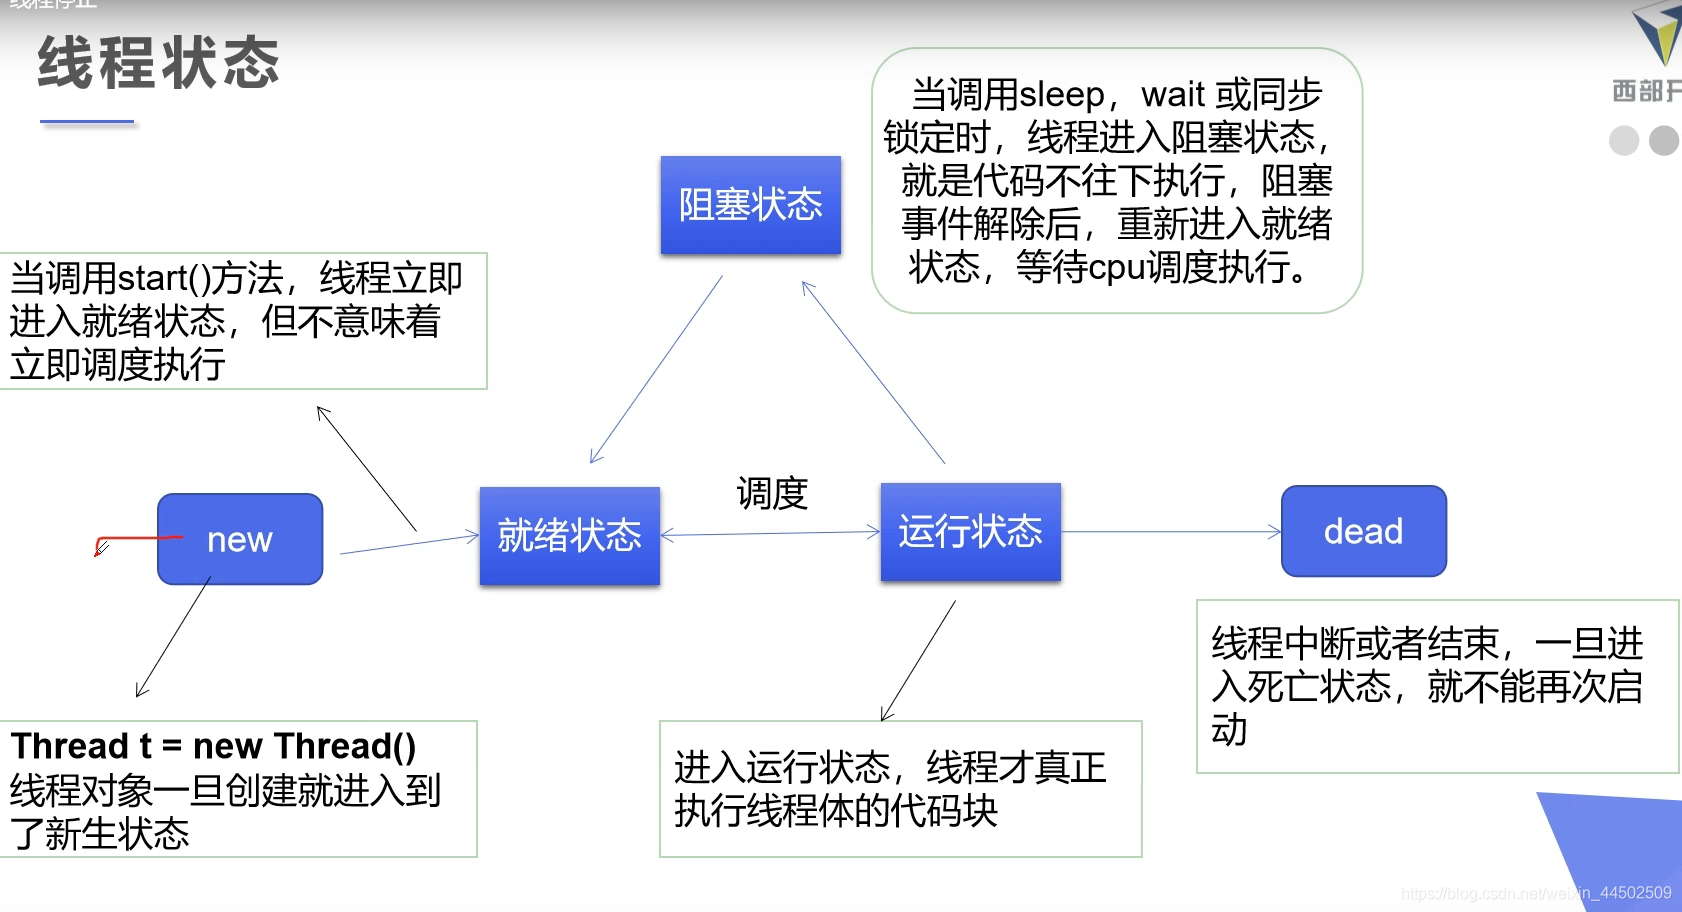 线程停止
线程状态
西部开
当调用sleep，wait 或同步
锁定时，线程进入阻塞状态，
就是代码不往下执行，阻塞
事件解除后，重新进入就绪
状态，等待cpu调度执行。
阻塞状态
当调用start()方法，线程立即
进入就绪状态，但不意味着
立即调度执行
new
就绪状态
调度
运行状态
dead
Thread t = new Thread()
线程对象一旦创建就进入到
了新生状态
进入运行状态，线程才真正
执行线程体的代码块
线程中断或者结束，一旦进
入死亡状态，就不能再次启
动
https://blog.csdn.net/weixin_44502509